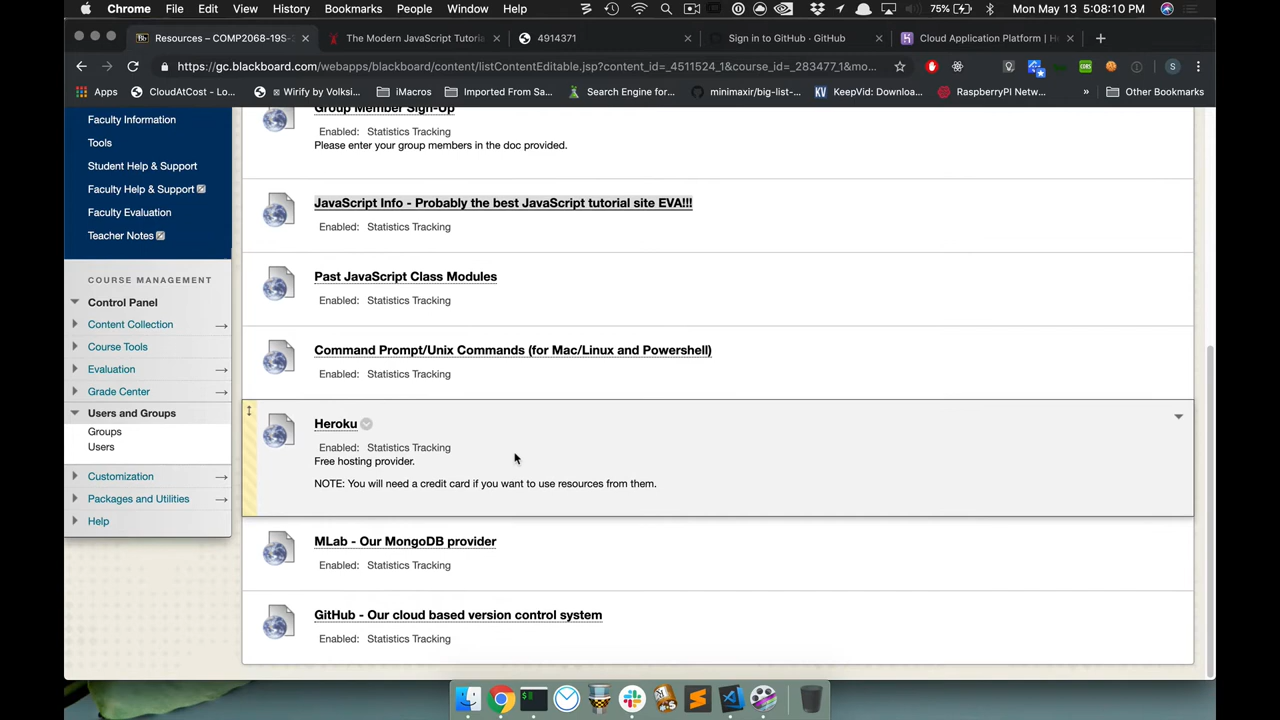 Chrome File Edit View History Bookmarks People Window Help 75% Mon May 13 5:08:10 PM
Resources – COMP2068-19S- The Modern JavaScript Tutoria 4914371 Sign in to GitHub · GitHub Cloud Application Platform | He
https://gc.blackboard.com/webapps/blackboard/content/listContentEditable.jsp?content_id=_4511524_1&course_id=_283477_1&mo... S
Apps CloudAtCost - Lo... Wirify by Volksi... iMacros Imported From Sa... Search Engine for... minimaxir/big-list-... KV KeepVid: Downloa... RaspberryPI Netw... » Other Bookmarks
Faculty Information
Tools
Student Help & Support
Faculty Help & Support
Faculty Evaluation
Teacher Notes
COURSE MANAGEMENT
Control Panel
Content Collection
Course Tools
Evaluation
Grade Center
Users and Groups
Groups
Users
Customization
Packages and Utilities
Help
Group Member Sign-Up
Enabled: Statistics Tracking
Please enter your group members in the doc provided.
JavaScript Info - Probably the best JavaScript tutorial site EVA!!!
Enabled: Statistics Tracking
Past JavaScript Class Modules
Enabled: Statistics Tracking
Command Prompt/Unix Commands (for Mac/Linux and Powershell)
Enabled: Statistics Tracking
Heroku
Enabled: Statistics Tracking
Free hosting provider.
NOTE: You will need a credit card if you want to use resources from them.
MLab - Our MongoDB provider
Enabled: Statistics Tracking
GitHub - Our cloud based version control system
Enabled: Statistics Tracking